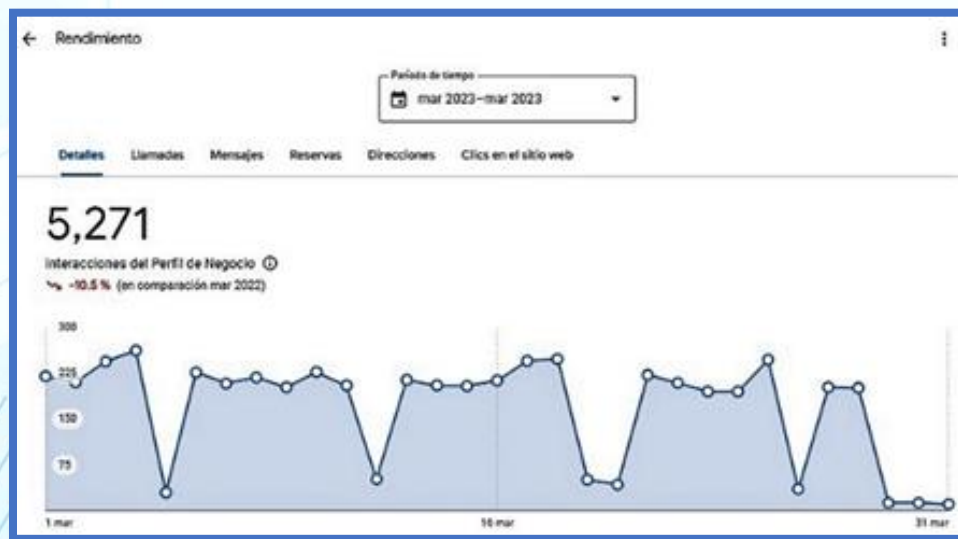 ← Rendimiento
Período de tiempo
mar 2023–mar 2023
Detalles Llamadas Mensajes Reservas Direcciones Clics en el sitio web
5,271
Interacciones del Perfil de Negocio
-10.5 % (en comparación mar 2022)
300
225
150
75
1 mar 16 mar 31 mar